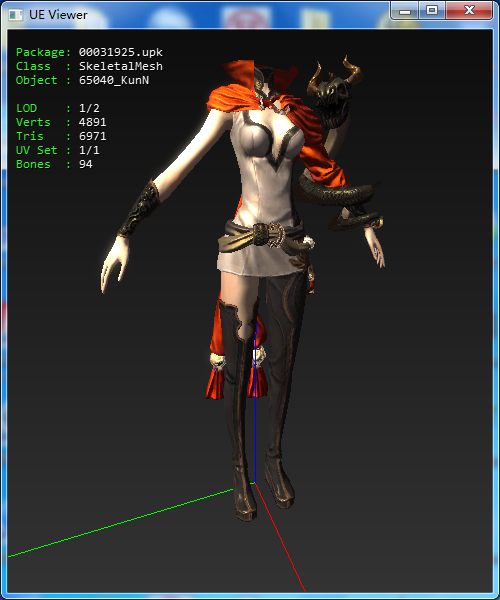 UE Viewer
Package: 00031925.upk
Class : SkeletalMesh
Object : 65040_KunN
LOD : 1/2
Verts : 4891
Tris : 6971
UV Set : 1/1
Bones : 94